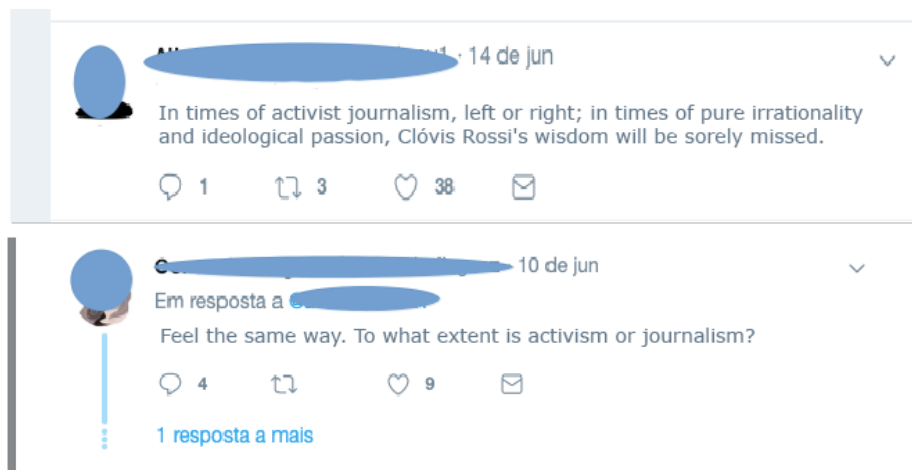 · 14 de jun
In times of activist journalism, left or right; in times of pure irrationality
and ideological passion, Clóvis Rossi's wisdom will be sorely missed.
1 3 38
10 de jun
Em resposta a
Feel the same way. To what extent is activism or journalism?
4 9
1 resposta a mais